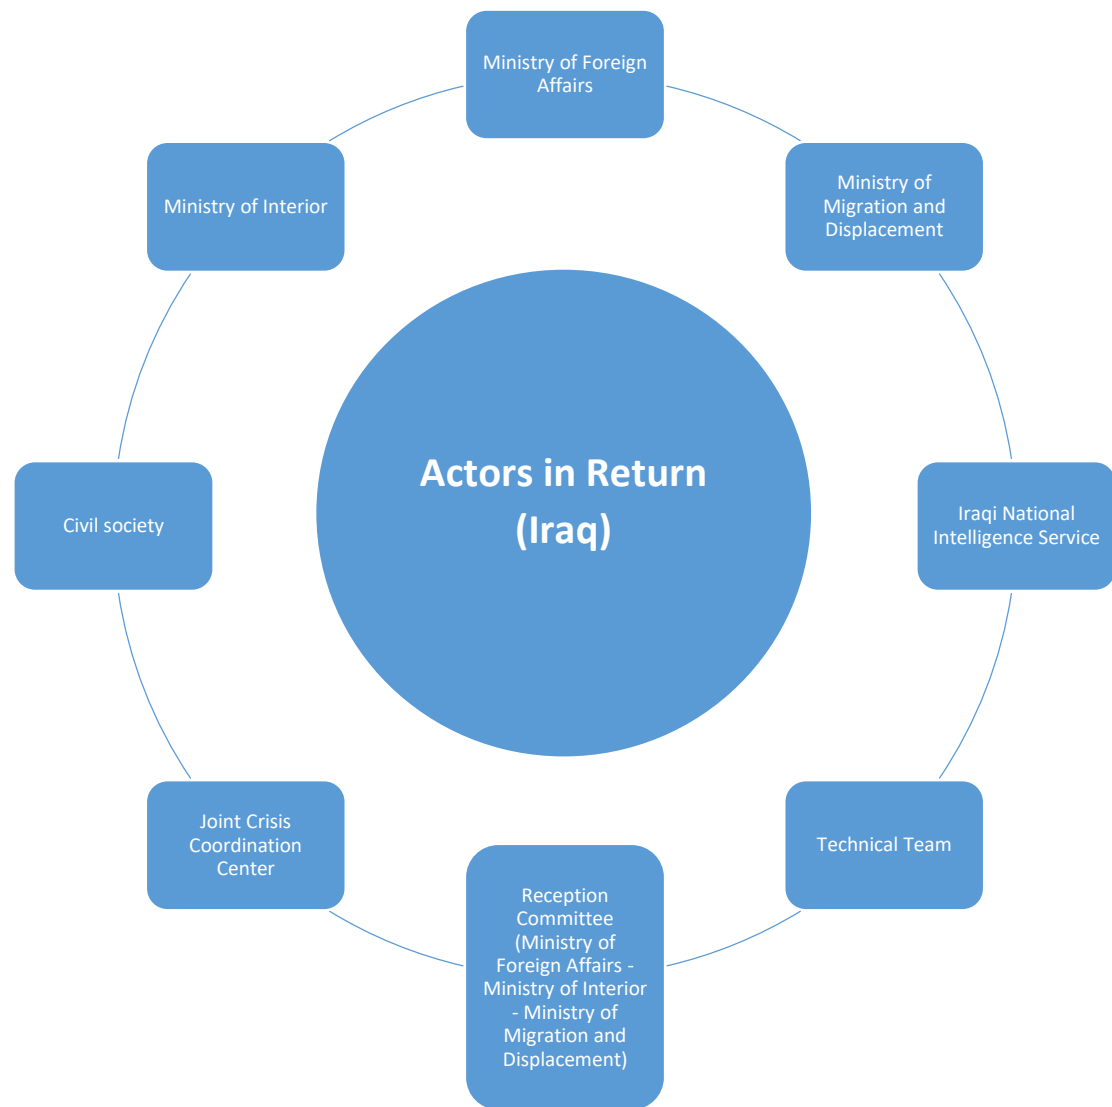 Ministry of Foreign
Affairs
Ministry of
Migration and
Displacement
Iraqi National
Intelligence Service
Technical Team
Reception
Committee
(Ministry of
Foreign Affairs -
Ministry of Interior
- Ministry of
Migration and
Displacement)
Joint Crisis
Coordination
Center
Civil society
Ministry of Interior
Actors in Return
(Iraq)